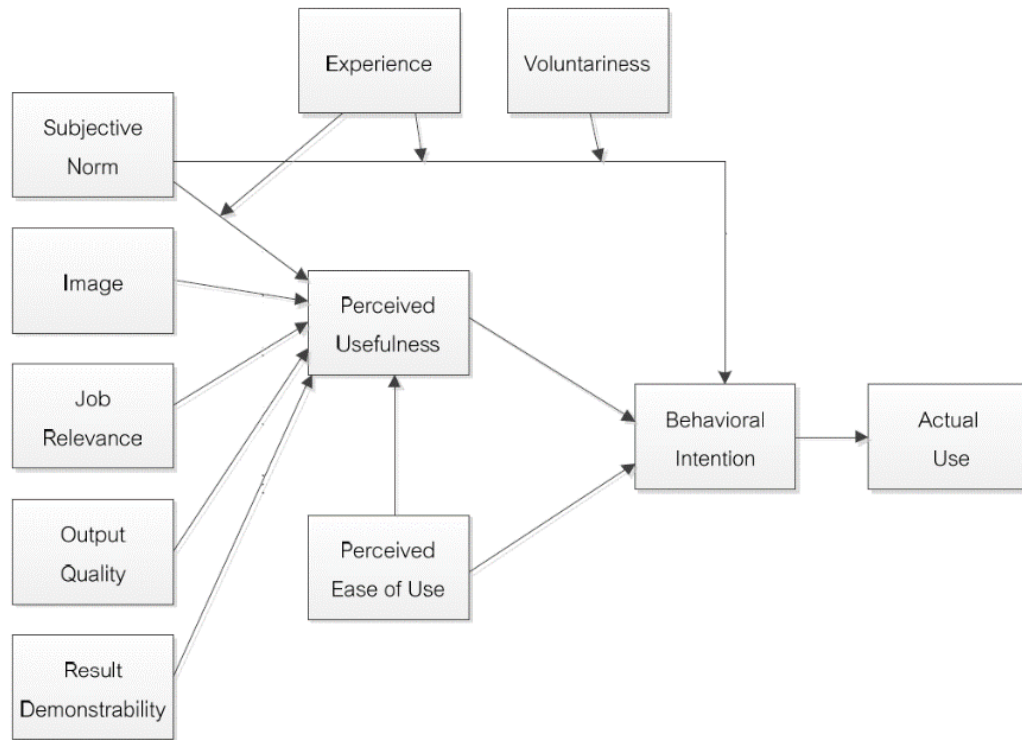 Experience
Voluntariness
Subjective
Norm
Image
Perceived
Usefulness
Job
Relevance
Behavioral
Intention
Actual
Use
Output
Quality
Perceived
Ease of Use
Result
Demonstrability